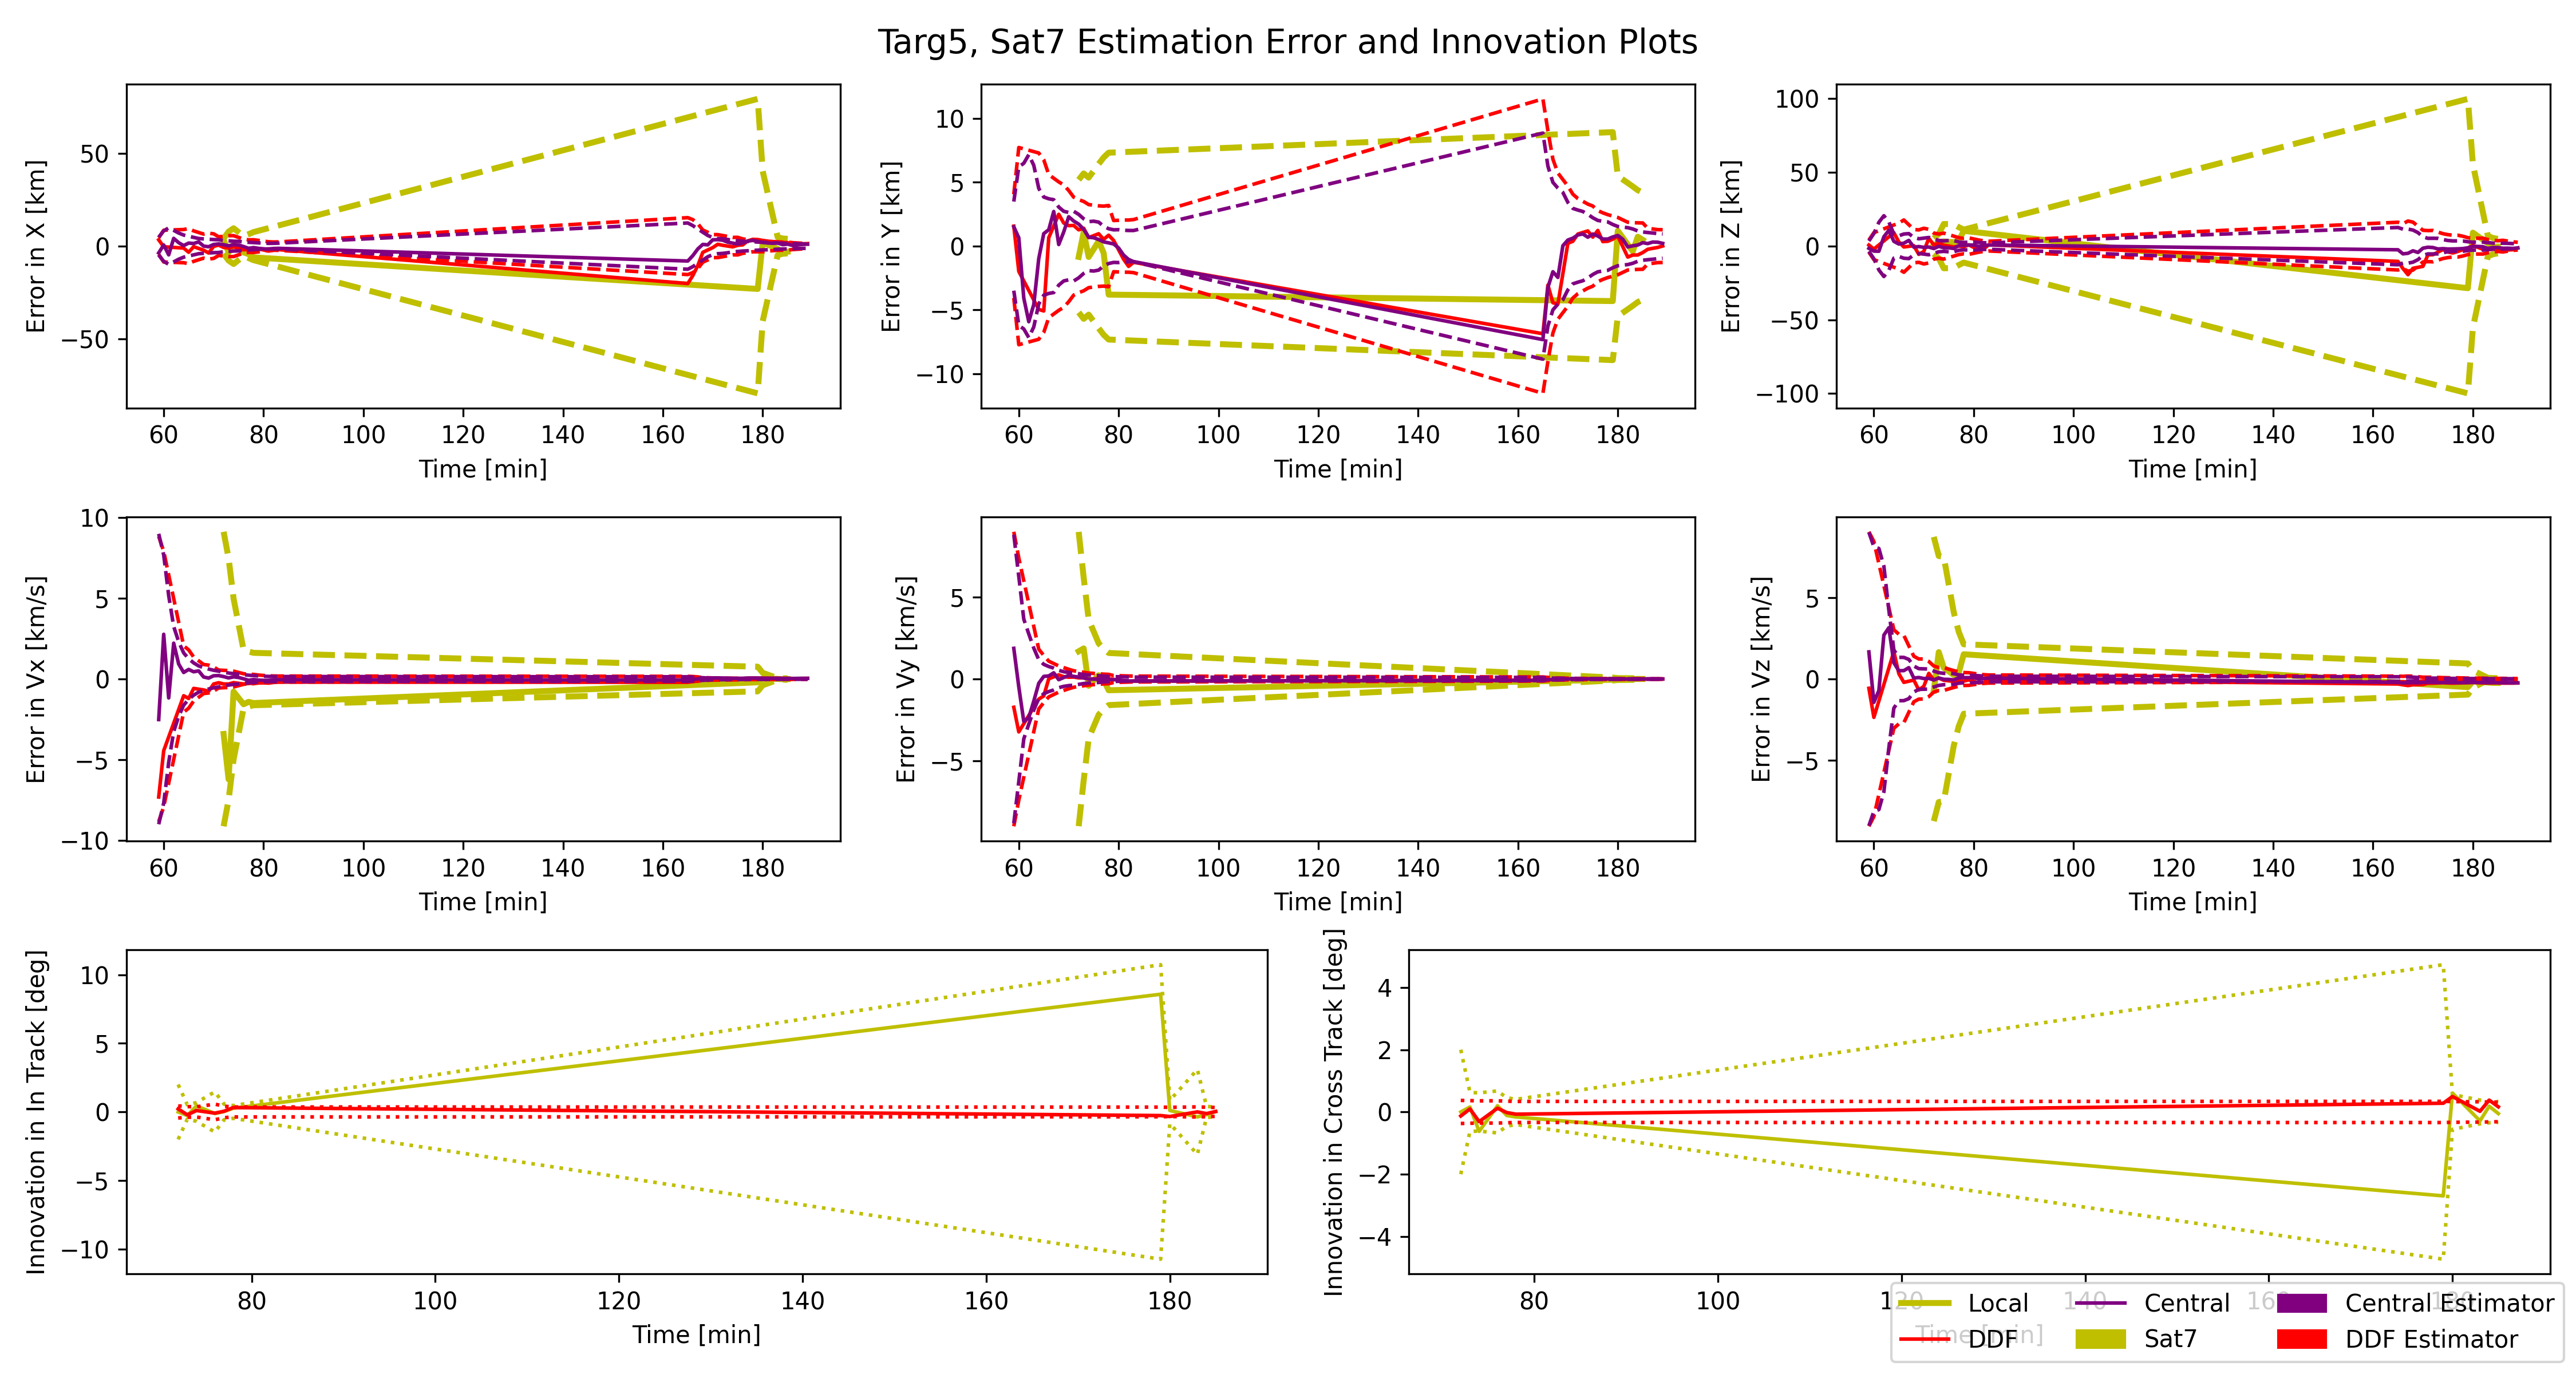 Targ5, Sat7 Estimation Error and Innovation Plots
Error in X [km]
50
0
−50
60 80 100 120 140 160 180
Time [min]
Error in Y [km]
10
5
0
−5
−10
60 80 100 120 140 160 180
Time [min]
Error in Z [km]
100
50
0
−50
−100
60 80 100 120 140 160 180
Time [min]
Error in Vx [km/s]
10
5
0
−5
−10
60 80 100 120 140 160 180
Time [min]
Error in Vy [km/s]
5
0
−5
60 80 100 120 140 160 180
Time [min]
Error in Vz [km/s]
5
0
−5
60 80 100 120 140 160 180
Time [min]
Innovation in In Track [deg]
10
5
0
−5
−10
80 100 120 140 160 180
Time [min]
Innovation in Cross Track [deg]
4
2
0
−2
−4
80 100 120 140 160 180
Time [min]
Local Central Central Estimator
DDF Sat7 DDF Estimator